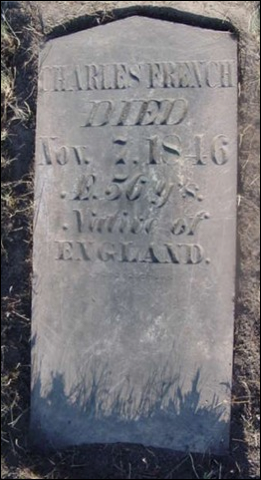 CHARLES FRENCH
DIED
Nov. 7. 1846
Æ. 56 y's.
Native of
ENGLAND.